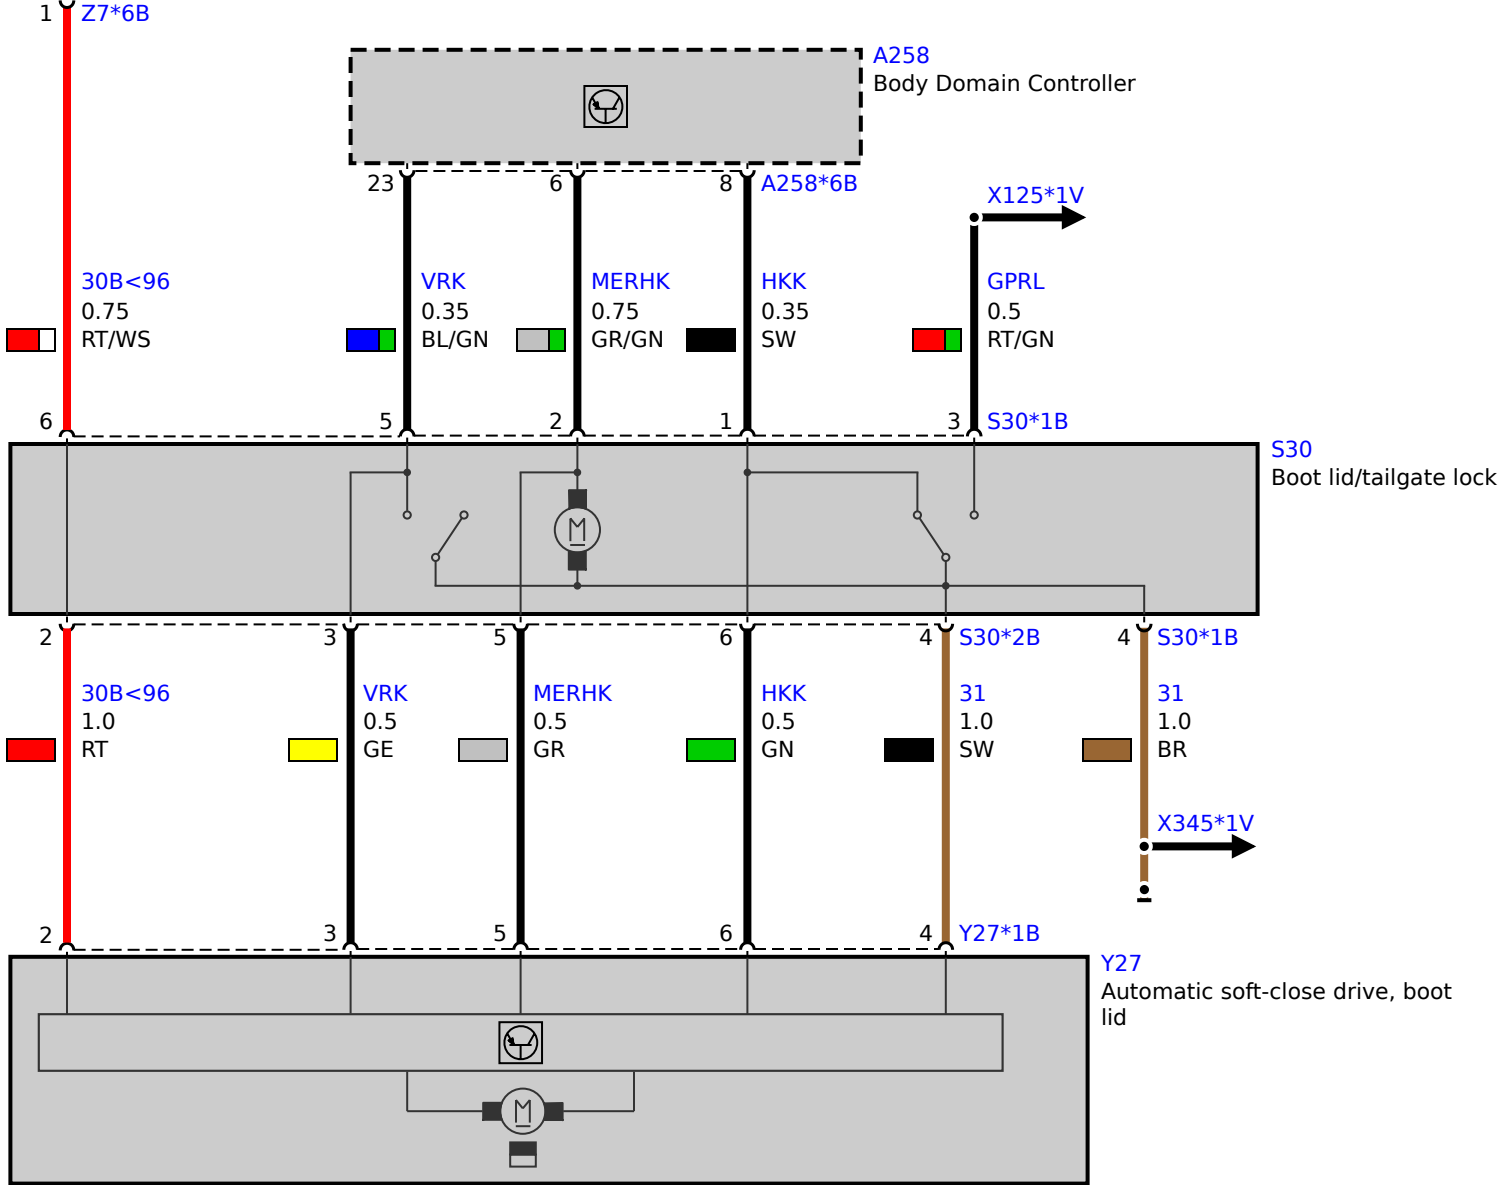 1 Z7*6B
A258
Body Domain Controller
23 6 8 A258*6B
X125*1V
30B<96 VRK MERHK HKK GPRL
0.75 0.35 0.75 0.35 0.5
RT/WS BL/GN GR/GN SW RT/GN
6 5 2 1 3 S30*1B
S30
Boot lid/tailgate lock
M
2 3 5 6 4 S30*2B 4 S30*1B
30B<96 VRK MERHK HKK 31 31
1.0 0.5 0.5 0.5 1.0 1.0
RT GE GR GN SW BR
X345*1V
2 3 5 6 4 Y27*1B
Y27
Automatic soft-close drive, boot
lid
M